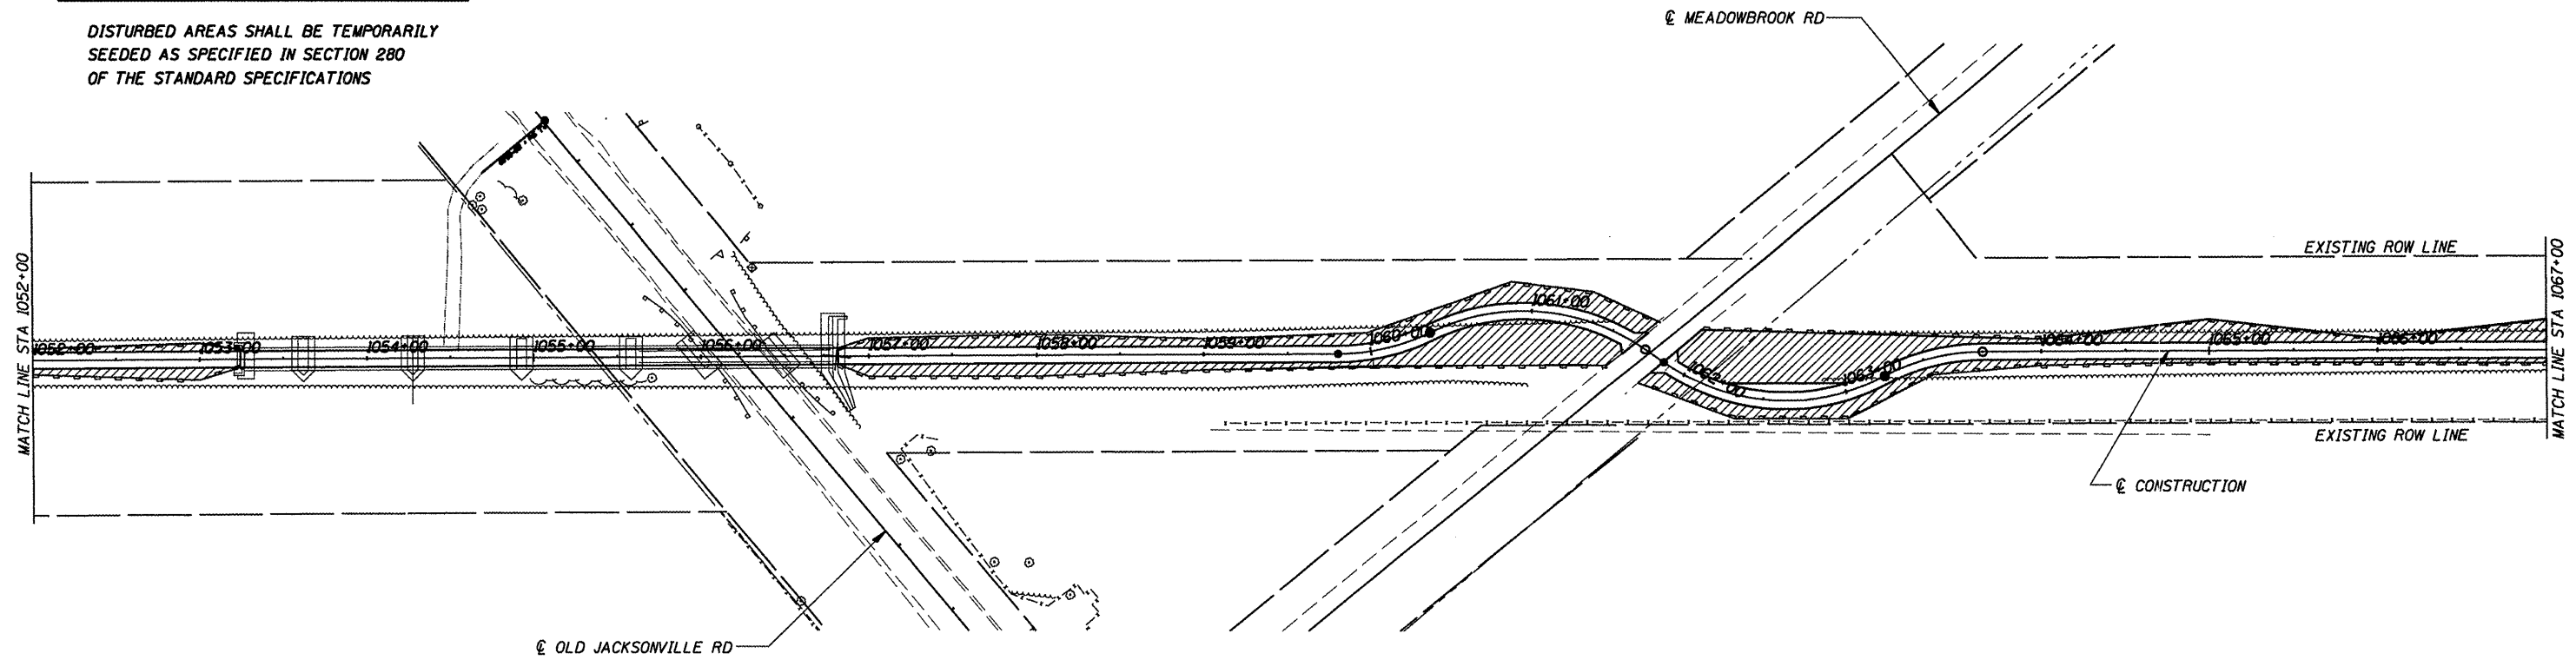 DISTURBED AREAS SHALL BE TEMPORARILY
SEEDED AS SPECIFIED IN SECTION 280
OF THE STANDARD SPECIFICATIONS
℄ MEADOWBROOK RD
MATCH LINE STA 1052+00
EXISTING ROW LINE
MATCH LINE STA 1067+00
1052+00
1053+00
1054+00
1055+00
1056+00
1057+00
1058+00
1059+00
1060+00
1061+00
1062+00
1063+00
1064+00
1065+00
1066+00
EXISTING ROW LINE
℄ CONSTRUCTION
℄ OLD JACKSONVILLE RD